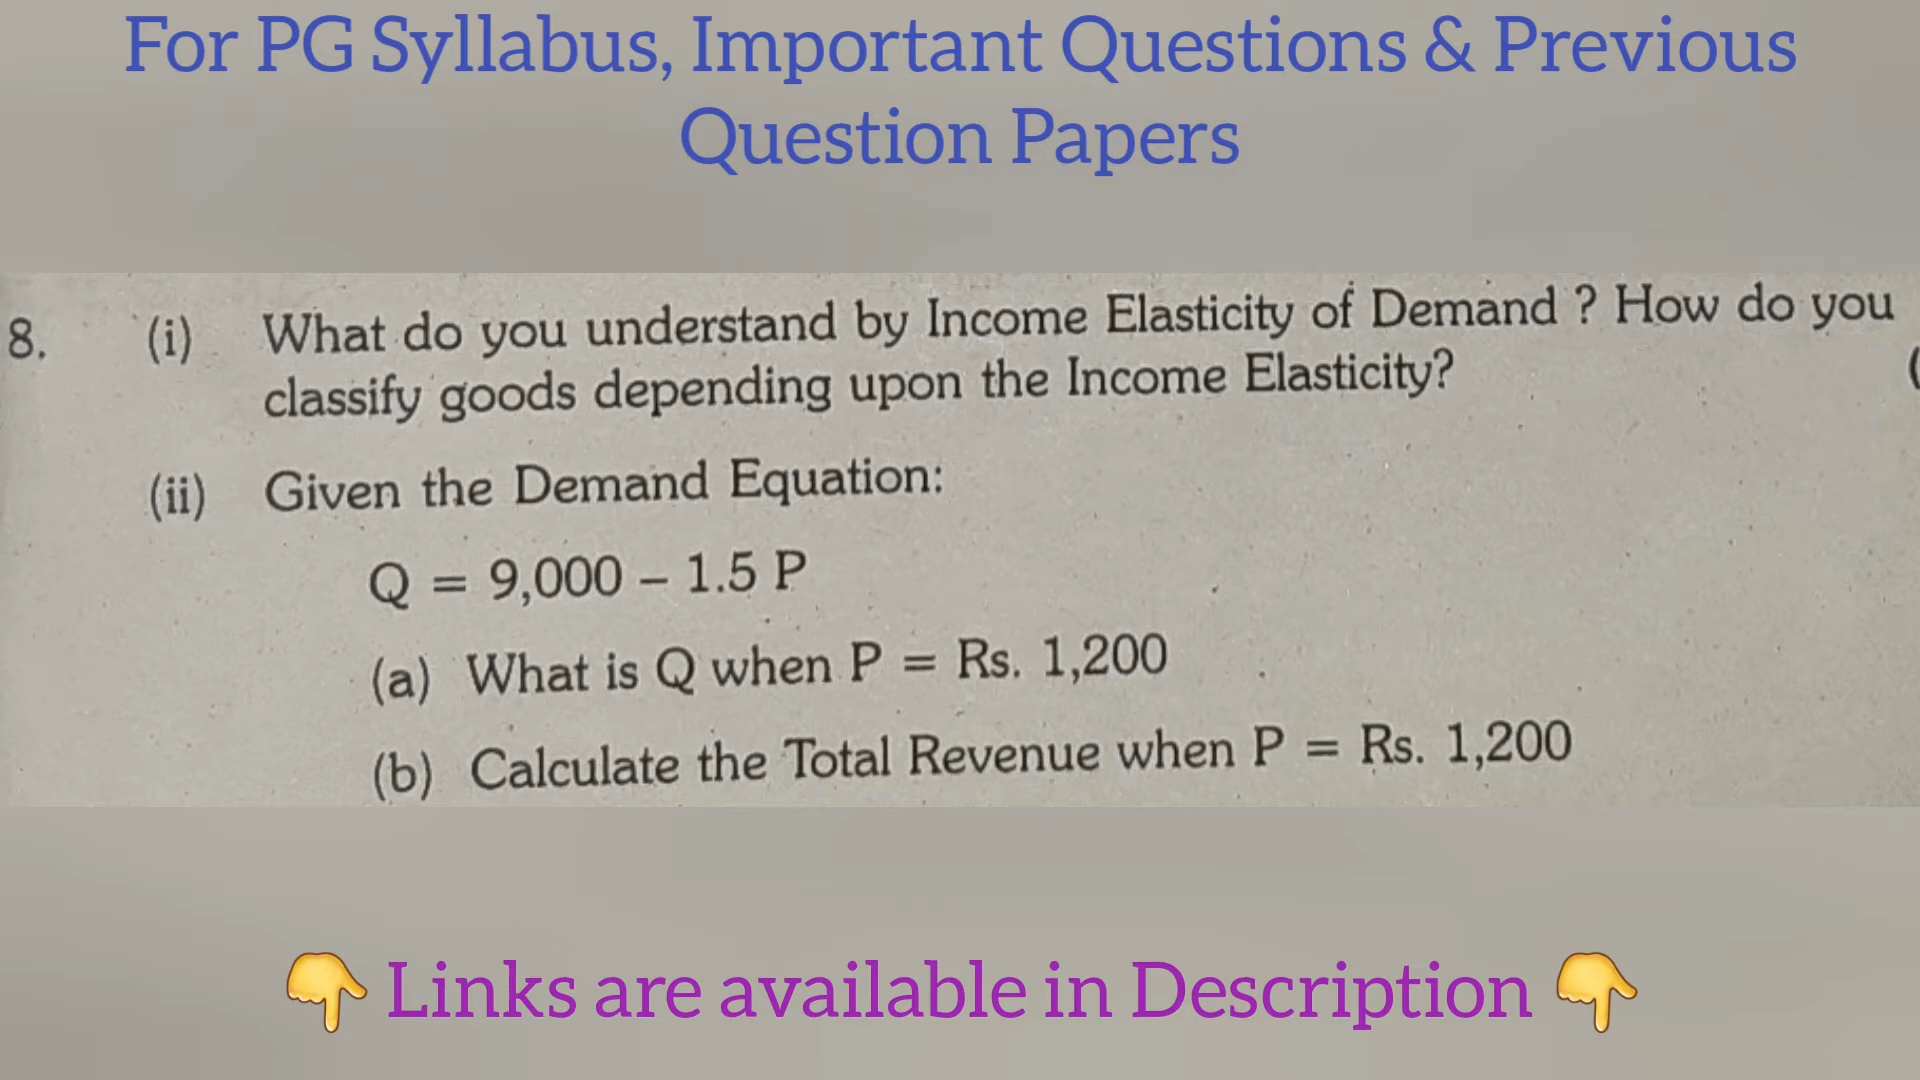 For PG Syllabus, Important Questions & Previous
Question Papers
8. (i) What do you understand by Income Elasticity of Demand ? How do you
classify goods depending upon the Income Elasticity? (
(ii) Given the Demand Equation:
Q = 9,000 – 1.5 P
(a) What is Q when P = Rs. 1,200
(b) Calculate the Total Revenue when P = Rs. 1,200
👇 Links are available in Description 👇